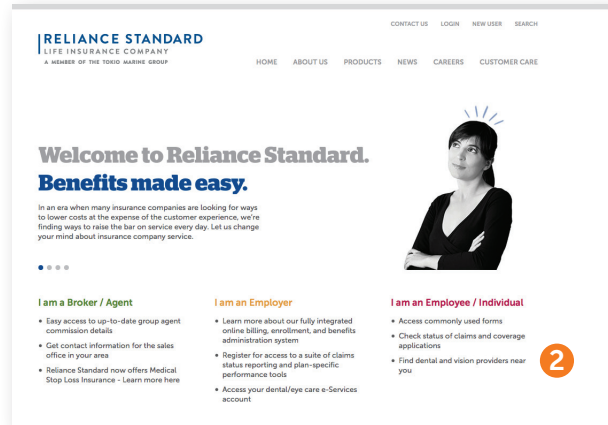 CONTACT US LOGIN NEW USER SEARCH
RELIANCE STANDARD
LIFE INSURANCE COMPANY
A MEMBER OF THE TOKIO MARINE GROUP
HOME ABOUT US PRODUCTS NEWS CAREERS CUSTOMER CARE
Welcome to Reliance Standard.
Benefits made easy.
In an era when many insurance companies are looking for ways
to lower costs at the expense of the customer experience, we're
finding ways to raise the bar on service every day. Let us change
your mind about insurance company service.
I am a Broker / Agent
• Easy access to up-to-date group agent
commission details
• Get contact information for the sales
office in your area
• Reliance Standard now offers Medical
Stop Loss Insurance - Learn more here
I am an Employer
• Learn more about our fully integrated
online billing, enrollment, and benefits
administration system
• Register for access to a suite of claims
status reporting and plan-specific
performance tools
• Access your dental/eye care e-Services
account
I am an Employee / Individual
• Access commonly used forms
• Check status of claims and coverage
applications
• Find dental and vision providers near
you
2